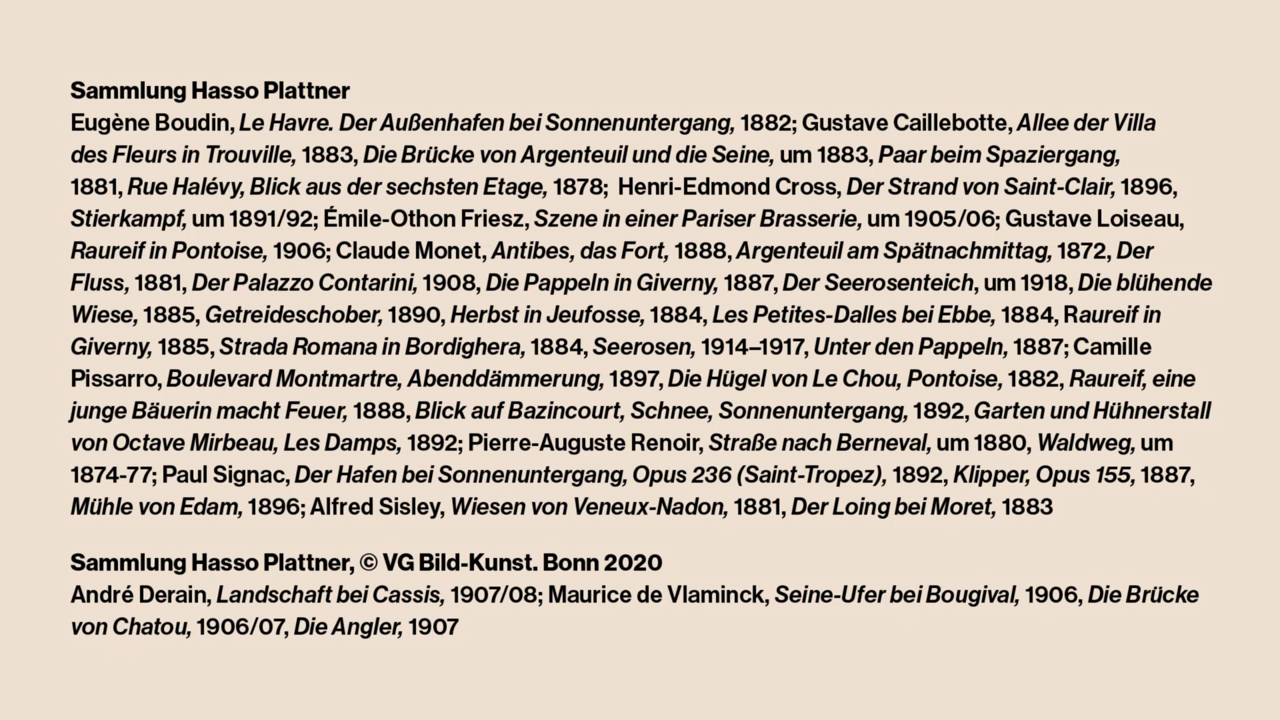 Sammlung Hasso Plattner
Eugène Boudin, Le Havre. Der Außenhafen bei Sonnenuntergang, 1882; Gustave Caillebotte, Allee der Villa
des Fleurs in Trouville, 1883, Die Brücke von Argenteuil und die Seine, um 1883, Paar beim Spaziergang,
1881, Rue Halévy, Blick aus der sechsten Etage, 1878; Henri-Edmond Cross, Der Strand von Saint-Clair, 1896,
Stierkampf, um 1891/92; Émile-Othon Friesz, Szene in einer Pariser Brasserie, um 1905/06; Gustave Loiseau,
Raureif in Pontoise, 1906; Claude Monet, Antibes, das Fort, 1888, Argenteuil am Spätnachmittag, 1872, Der
Fluss, 1881, Der Palazzo Contarini, 1908, Die Pappeln in Giverny, 1887, Der Seerosenteich, um 1918, Die blühende
Wiese, 1885, Getreideschober, 1890, Herbst in Jeufosse, 1884, Les Petites-Dalles bei Ebbe, 1884, Raureif in
Giverny, 1885, Strada Romana in Bordighera, 1884, Seerosen, 1914–1917, Unter den Pappeln, 1887; Camille
Pissarro, Boulevard Montmartre, Abenddämmerung, 1897, Die Hügel von Le Chou, Pontoise, 1882, Raureif, eine
junge Bäuerin macht Feuer, 1888, Blick auf Bazincourt, Schnee, Sonnenuntergang, 1892, Garten und Hühnerstall
von Octave Mirbeau, Les Damps, 1892; Pierre-Auguste Renoir, Straße nach Berneval, um 1880, Waldweg, um
1874-77; Paul Signac, Der Hafen bei Sonnenuntergang, Opus 236 (Saint-Tropez), 1892, Klipper, Opus 155, 1887,
Mühle von Edam, 1896; Alfred Sisley, Wiesen von Veneux-Nadon, 1881, Der Loing bei Moret, 1883
Sammlung Hasso Plattner, © VG Bild-Kunst. Bonn 2020
André Derain, Landschaft bei Cassis, 1907/08; Maurice de Vlaminck, Seine-Ufer bei Bougival, 1906, Die Brücke
von Chatou, 1906/07, Die Angler, 1907